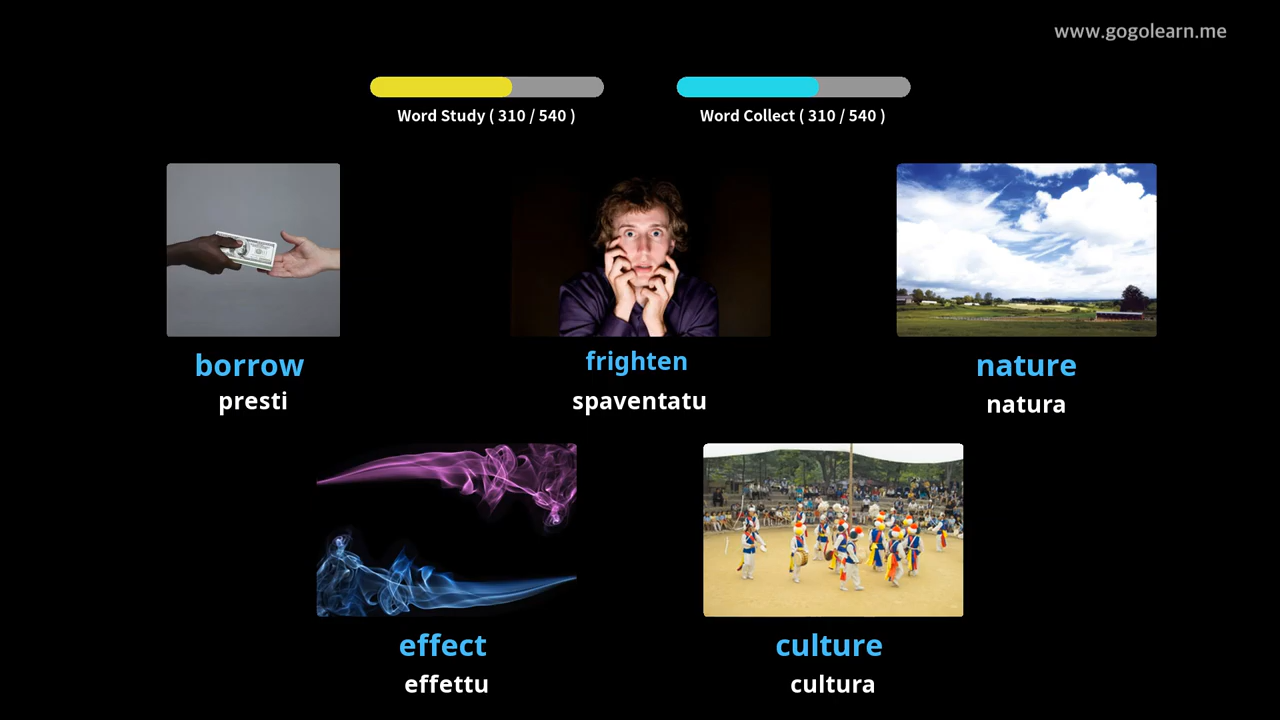 www.gogolearn.me
Word Study ( 310 / 540 )
Word Collect ( 310 / 540 )
borrow
presti
frighten
spaventatu
nature
natura
effect
effettu
culture
cultura